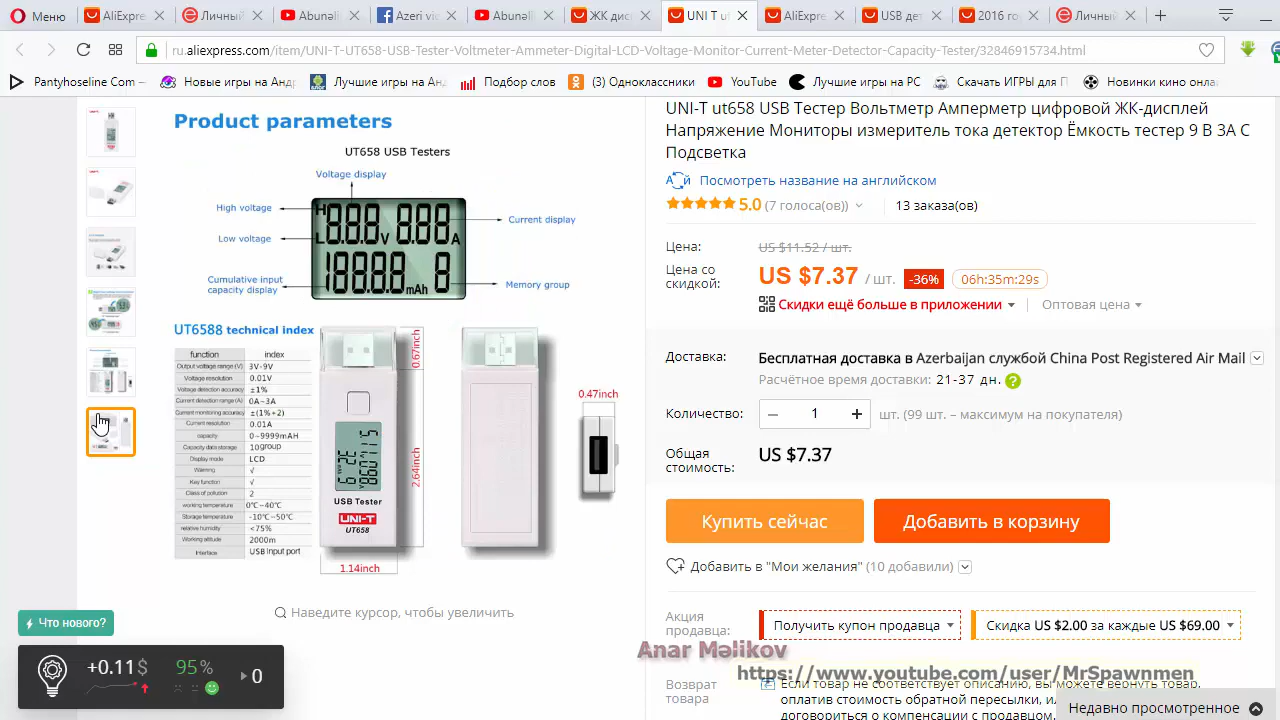 Меню
AliExpre
Личный
Abunəli
Azeri vic
Abunəli
ЖК дис
UNI T ut
AliExpre
OLED дет
2016 го
Личный
ru.aliexpress.com/item/UNI-T-UT658-USB-Tester-Voltmeter-Ammeter-Digital-LCD-Voltage-Monitor-Current-Meter-Detector-Capacity-Tester/32846915734.html
Pantyhoseline.Com —
Новые игры на Андр
Лучшие игры на Анд
Подбор слов
(3) Одноклассники
YouTube
Лучшие игры на РС
Скачать ИГРЫ для П
Новинки кино онлай
Product parameters
UT658 USB Testers
Voltage display
High voltage
Current display
Low voltage
Cumulative input
capacity display
Memory group
H
L
V
A
mAh
UT6588 technical index
function index
Output voltage range (V) 3V-9V
Voltage resolution 0.01V
Voltage detection accuracy ±1%
Current detection range (A) 0A~3A
Current monitoring accuracy ±(1%+2)
Current resolution 0.01A
capacity 0~9999mAH
Capacity data storage 10group
Display mode LCD
Warning √
Key function √
Class of pollution 2
working temperature 0℃~40℃
Storage temperature -10℃~50℃
relative humidity <75%
Working altitude 2000m
Interface USB Input port
0.67inch
2.64inch
0.47inch
1.14inch
USB Tester
UNI-T
UT658
Наведите курсор, чтобы увеличить
UNI-T ut658 USB Тестер Вольтметр Амперметр цифровой ЖК-дисплей
Напряжение Мониторы измеритель тока детектор Ёмкость тестер 9 В 3А С
Подсветка
Посмотреть название на английском
5.0 (7 голоса(ов)) 13 заказа(ов)
Цена: US $11.52 / шт.
Цена со
скидкой: US $7.37 / шт. -36% 06h:35m:29s
Скидки ещё больше в приложении Оптовая цена
Доставка: Бесплатная доставка в Azerbaijan службой China Post Registered Air Mail
Расчётное время доставки: 21-37 дн.
Количество: − 1 + шт. (99 шт. – максимум на покупателя)
Общая
стоимость: US $7.37
Купить сейчас
Добавить в корзину
Добавить в "Мои желания" (10 добавили)
Акция
продавца: Получить купон продавца Скидка US $2.00 за каждые US $69.00
Возврат
товара
Если товар не соответствует описанию, вы можете вернуть товар,
оплатив стоимость обратной пересылки, ил
договориться о компенсации с продавцом.
Anar Məlikov
https://www.youtube.com/user/MrSpawnmen
Недавно просмотренное
Что нового?
+0.11$ 95% 0